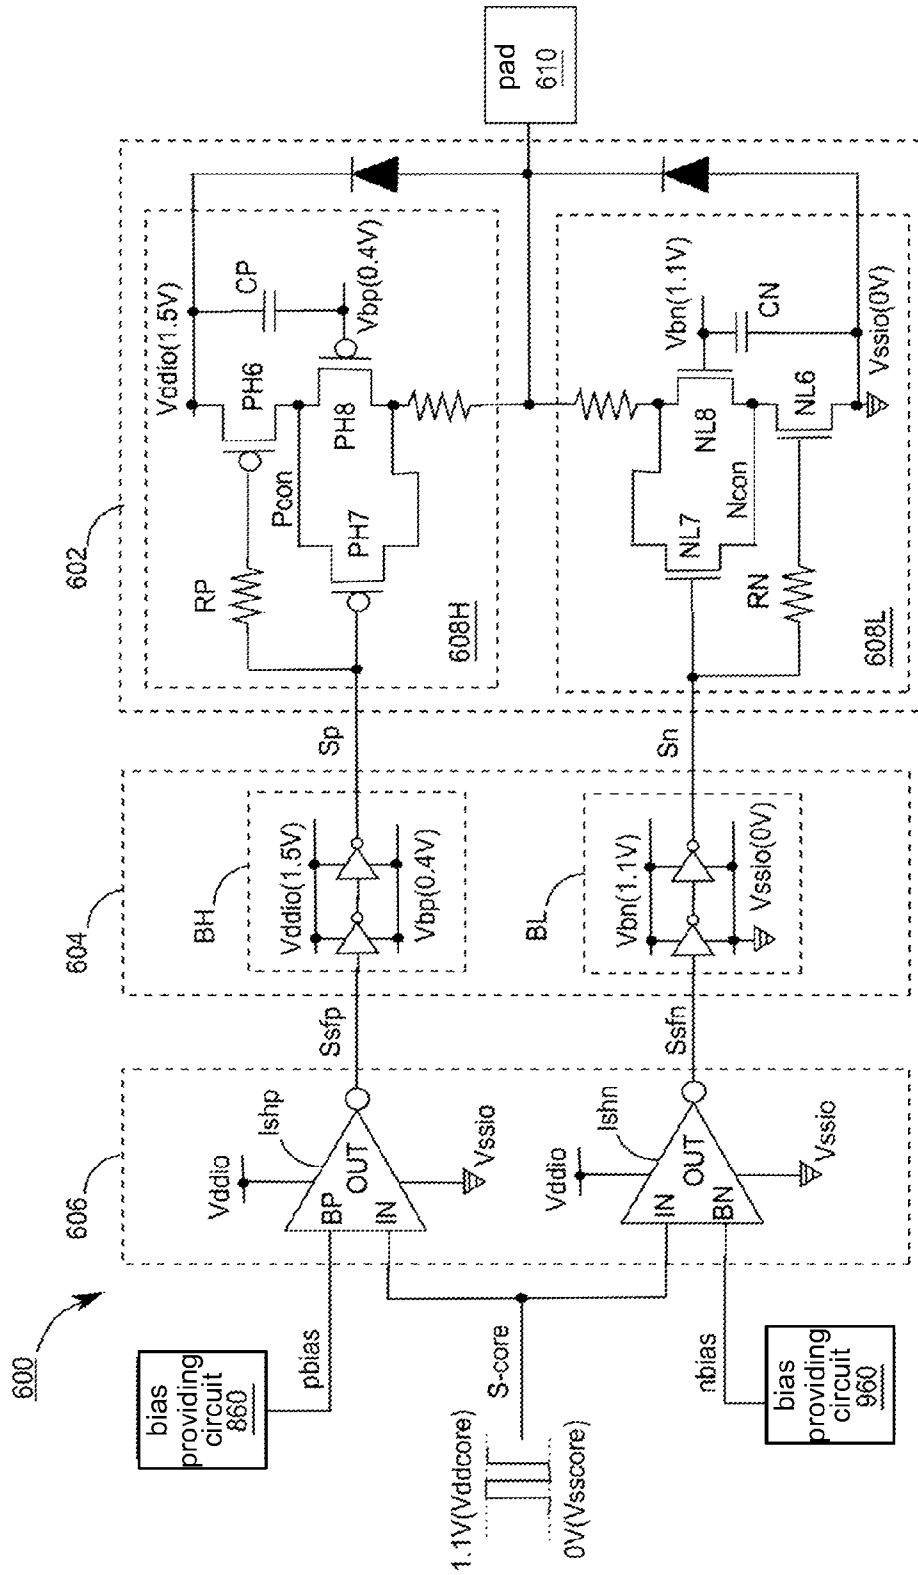 600
606
604
602
bias
providing
circuit
860
pbias
Vddio
lshp
BP
OUT
IN
Vssio
Ssfp
BH
Vddio(1.5V)
Vbp(0.4V)
Sp
RP
608H
Vddio(1.5V)
PH6
CP
Pcon
PH7
PH8
Vbp(0.4V)
pad
610
1.1V(Vddcore)
0V(Vsscore)
S-core
bias
providing
circuit
960
nbias
Vddio
lshn
IN
OUT
BN
Vssio
Ssfn
BL
Vbn(1.1V)
Vssio(0V)
Sn
NL7
NL8
Vbn(1.1V)
Ncon
CN
RN
NL6
608L
Vssio(0V)